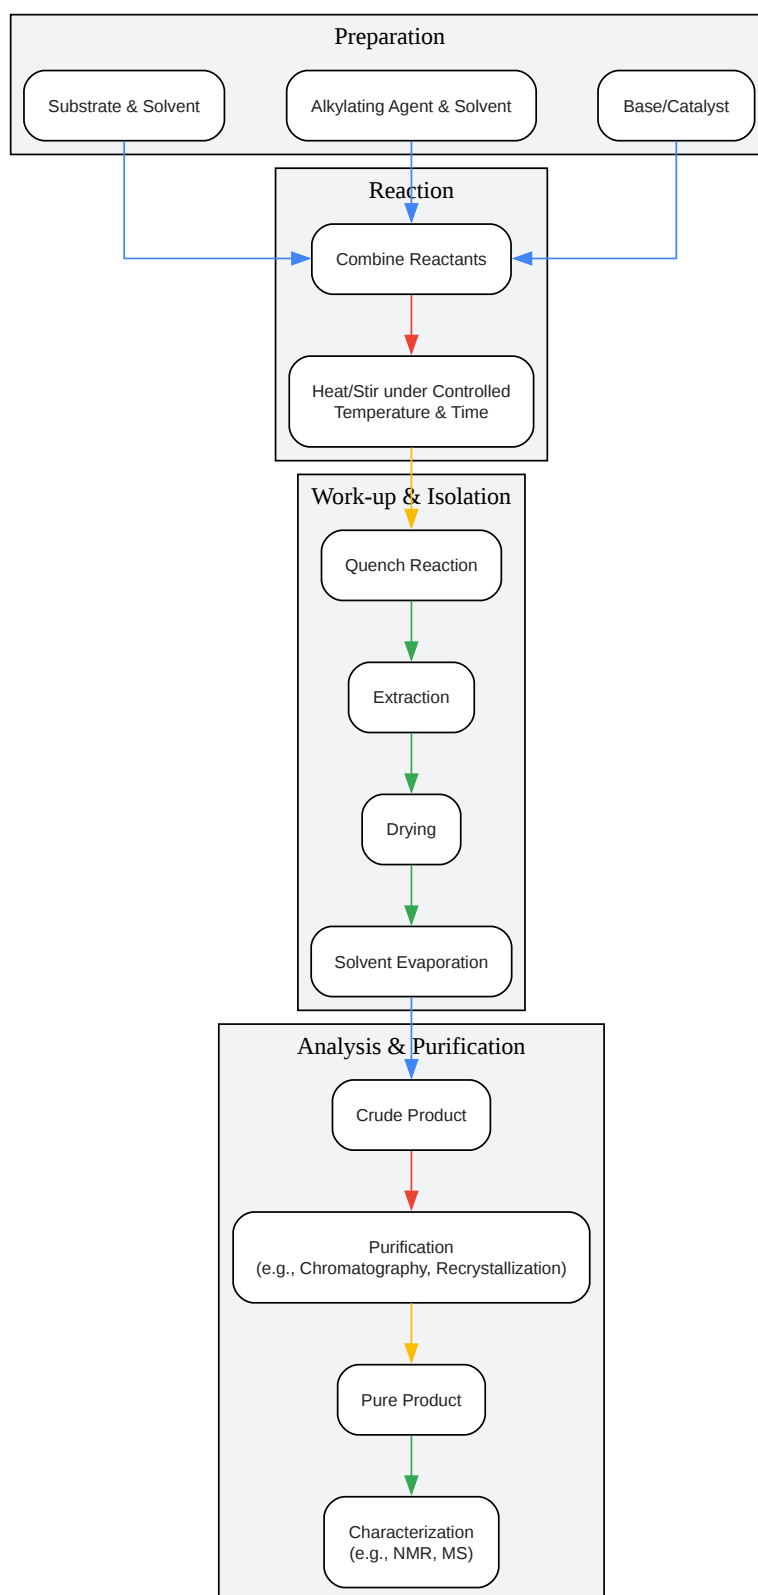 Preparation
Substrate & Solvent
Alkylating Agent & Solvent
Base/Catalyst
Reaction
Combine Reactants
Heat/Stir under Controlled
Temperature & Time
Work-up & Isolation
Quench Reaction
Extraction
Drying
Solvent Evaporation
Analysis & Purification
Crude Product
Purification
(e.g., Chromatography, Recrystallization)
Pure Product
Characterization
(e.g., NMR, MS)